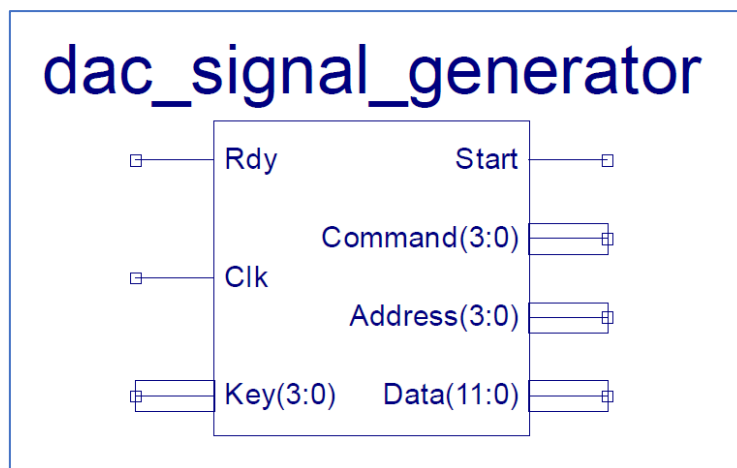 dac_signal_generator
Rdy Start
Command(3:0)
Clk
Address(3:0)
Key(3:0) Data(11:0)